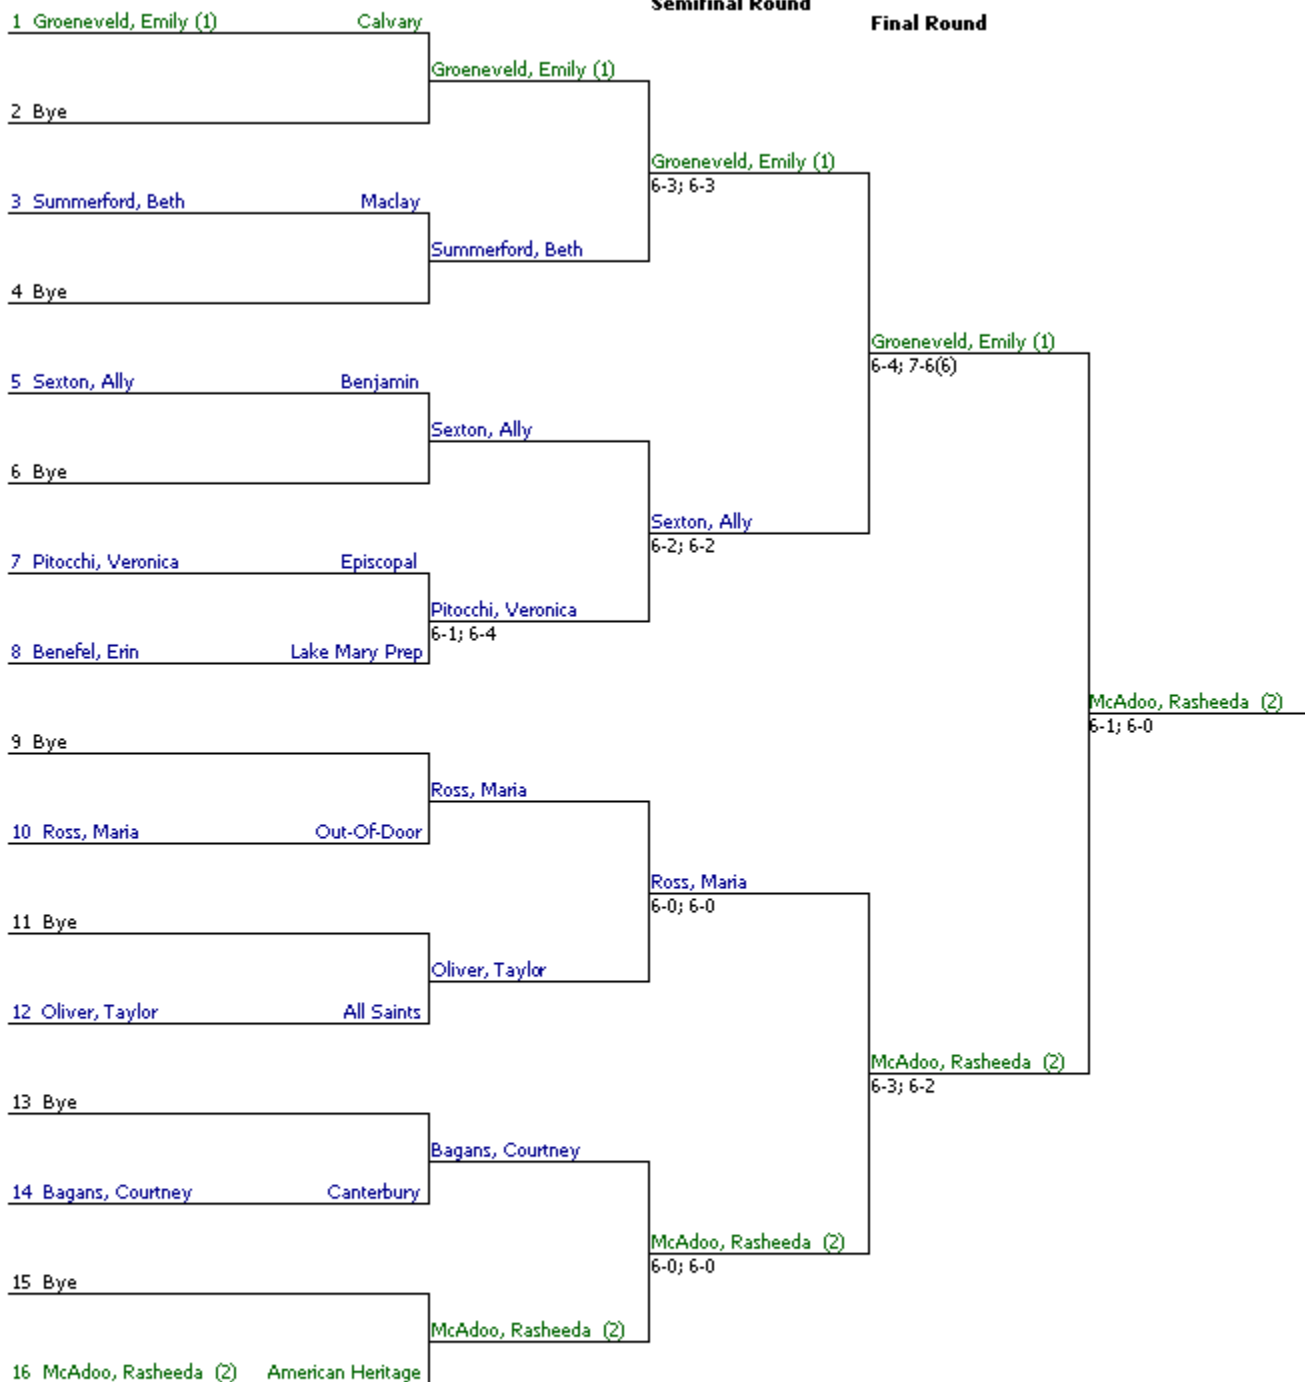 Semifinal Round
Final Round
1 Groeneveld, Emily (1) Calvary
Groeneveld, Emily (1)
2 Bye
Groeneveld, Emily (1)
6-3; 6-3
3 Summerford, Beth Maclay
Summerford, Beth
4 Bye
Groeneveld, Emily (1)
6-4; 7-6(6)
5 Sexton, Ally Benjamin
Sexton, Ally
6 Bye
Sexton, Ally
6-2; 6-2
7 Pitocchi, Veronica Episcopal
Pitocchi, Veronica
6-1; 6-4
8 Benefel, Erin Lake Mary Prep
McAdoo, Rasheeda (2)
6-1; 6-0
9 Bye
Ross, Maria
10 Ross, Maria Out-Of-Door
Ross, Maria
6-0; 6-0
11 Bye
Oliver, Taylor
12 Oliver, Taylor All Saints
McAdoo, Rasheeda (2)
6-3; 6-2
13 Bye
Bagans, Courtney
14 Bagans, Courtney Canterbury
McAdoo, Rasheeda (2)
6-0; 6-0
15 Bye
McAdoo, Rasheeda (2)
16 McAdoo, Rasheeda (2) American Heritage